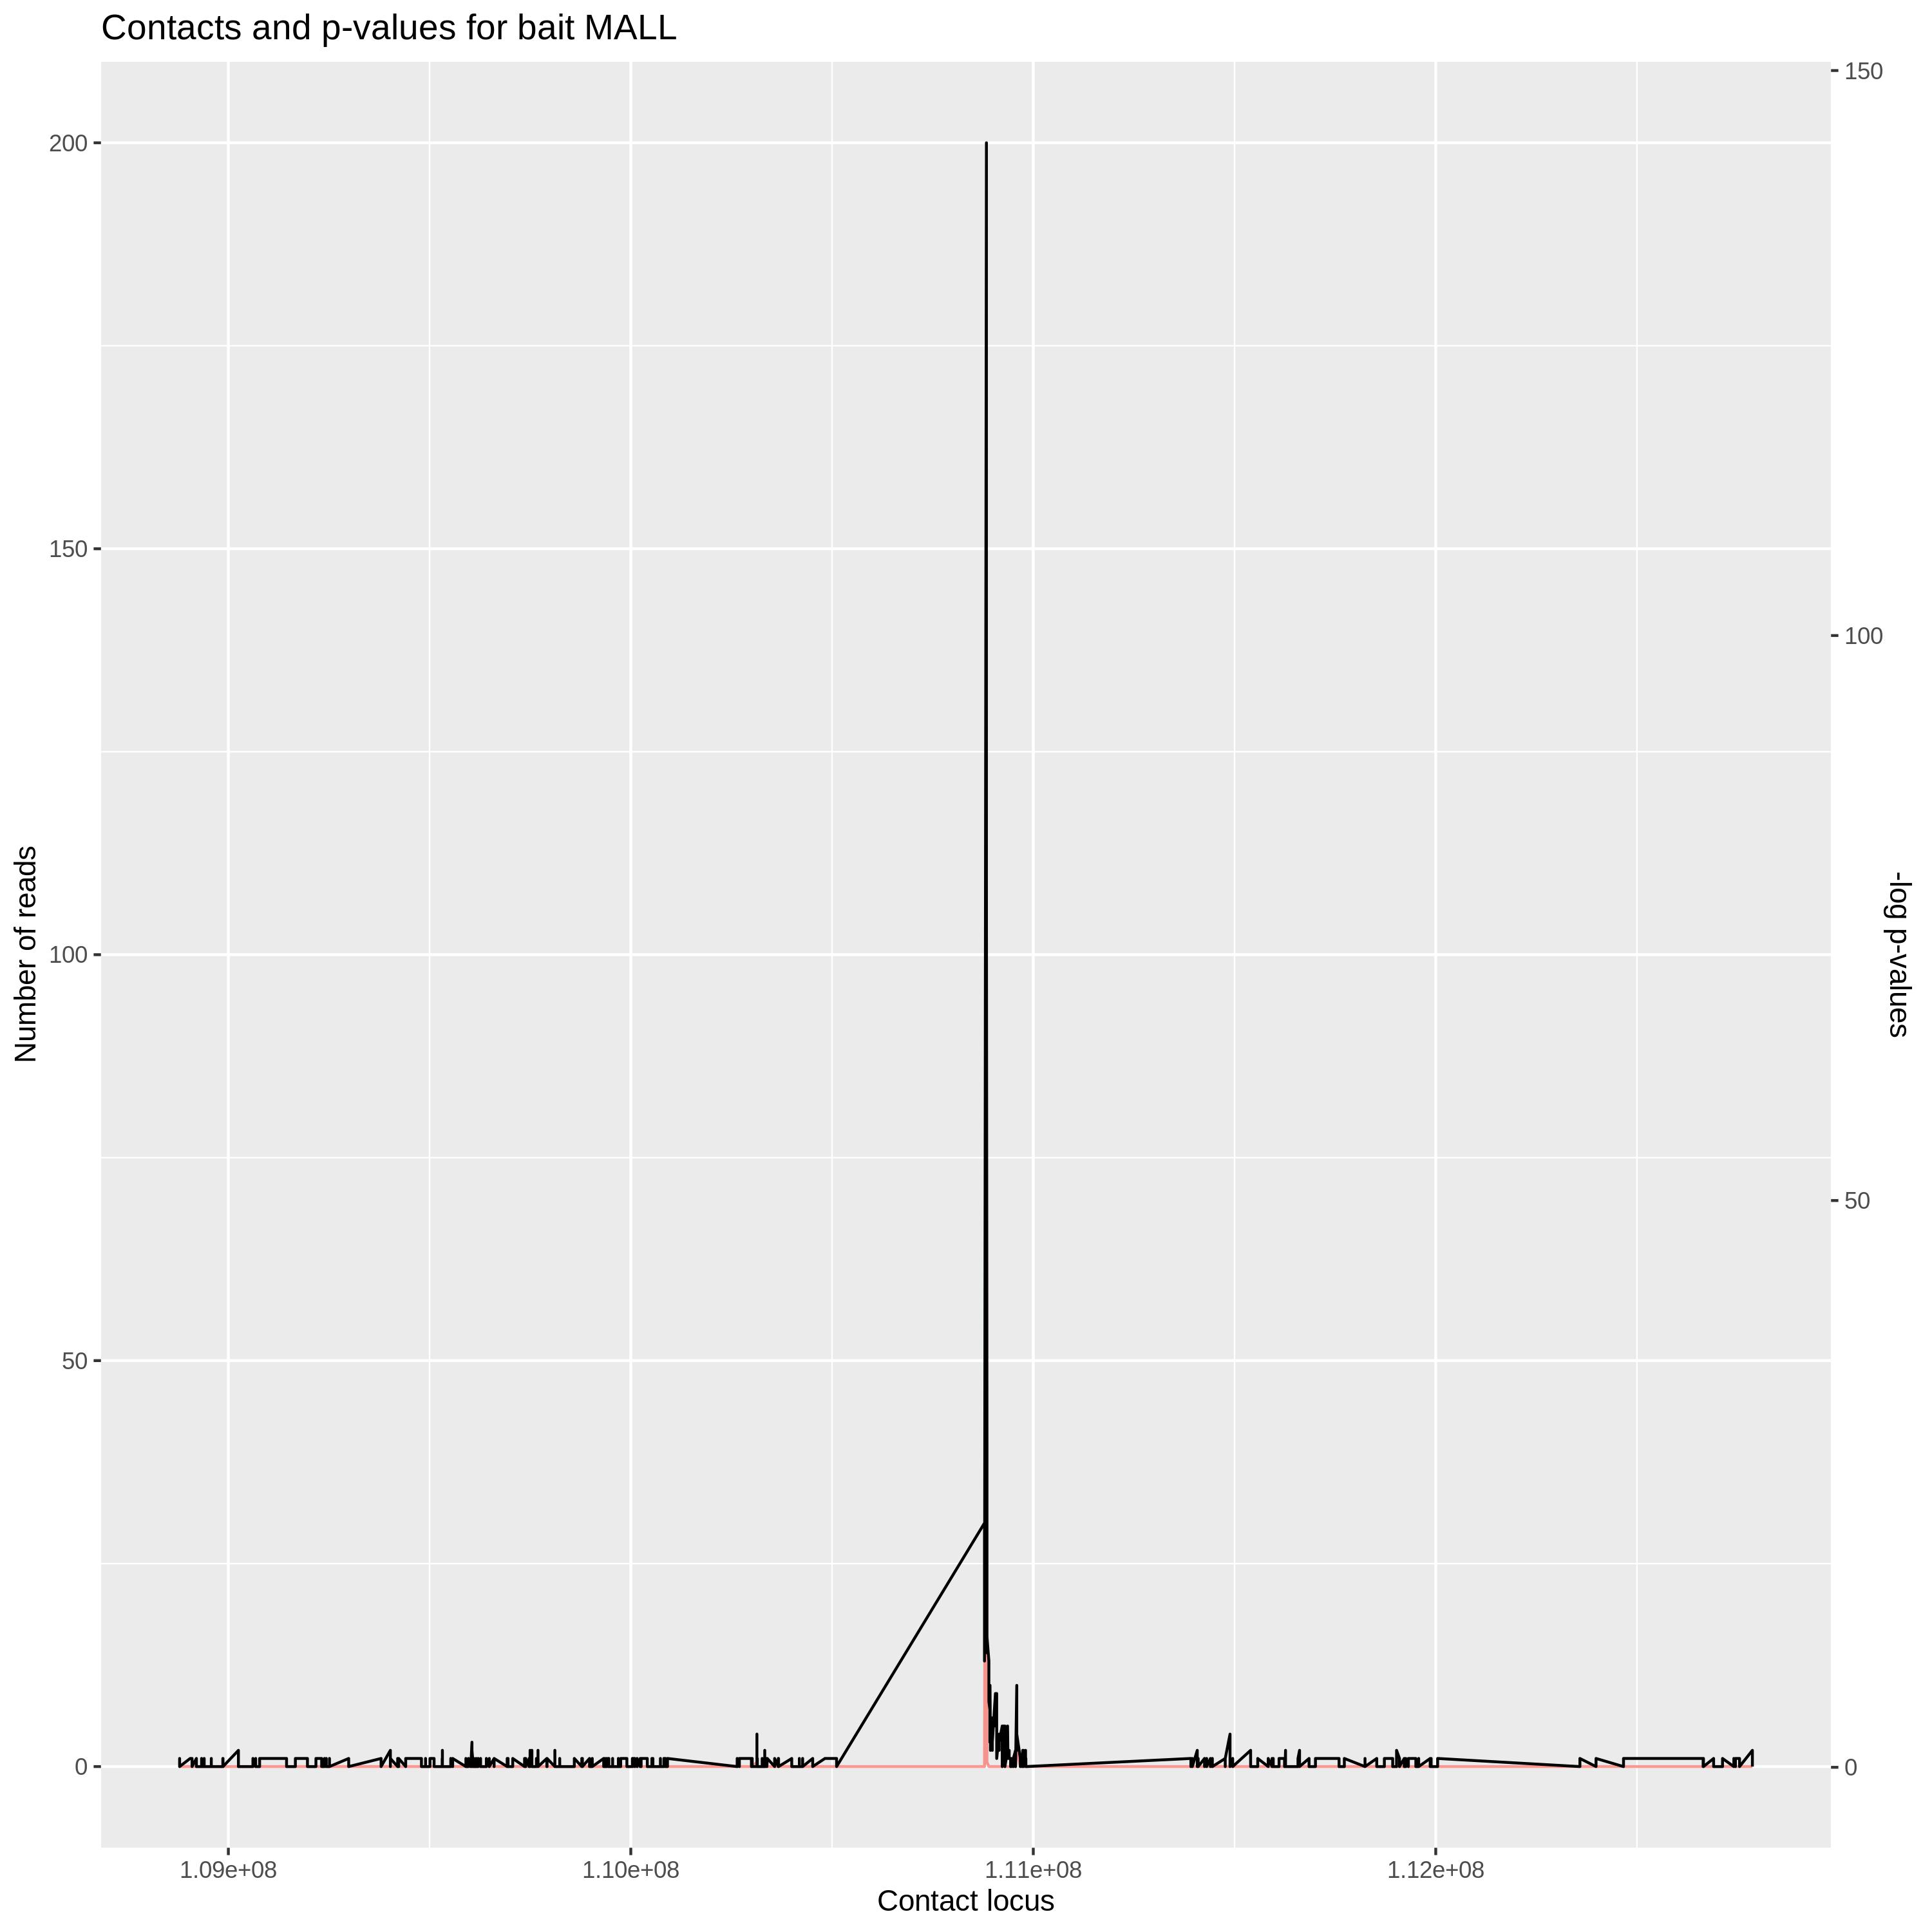 Contacts and p-values for bait MALL
150
200
150
100
100
50
50
0
0
Number of reads
-log p-values
1.09e+08
1.10e+08
1.11e+08
1.12e+08
Contact locus